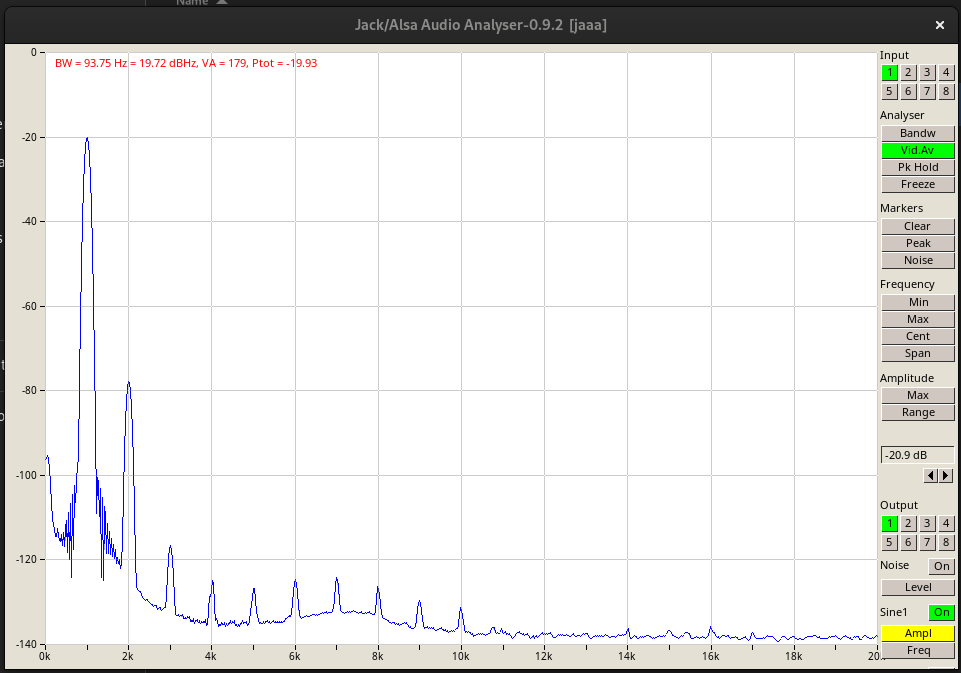 Name
Jack/Alsa Audio Analyser-0.9.2 [jaaa]
BW = 93.75 Hz = 19.72 dBHz, VA = 179, Ptot = -19.93
0
-20
-40
-60
-80
-100
-120
-140
0k 2k 4k 6k 8k 10k 12k 14k 16k 18k 20
Input
1 2 3 4
5 6 7 8
Analyser
Bandw
Vid.Av
Pk Hold
Freeze
Markers
Clear
Peak
Noise
Frequency
Min
Max
Cent
Span
Amplitude
Max
Range
-20.9 dB
Output
1 2 3 4
5 6 7 8
Noise On
Level
Sine1 On
Ampl
Freq